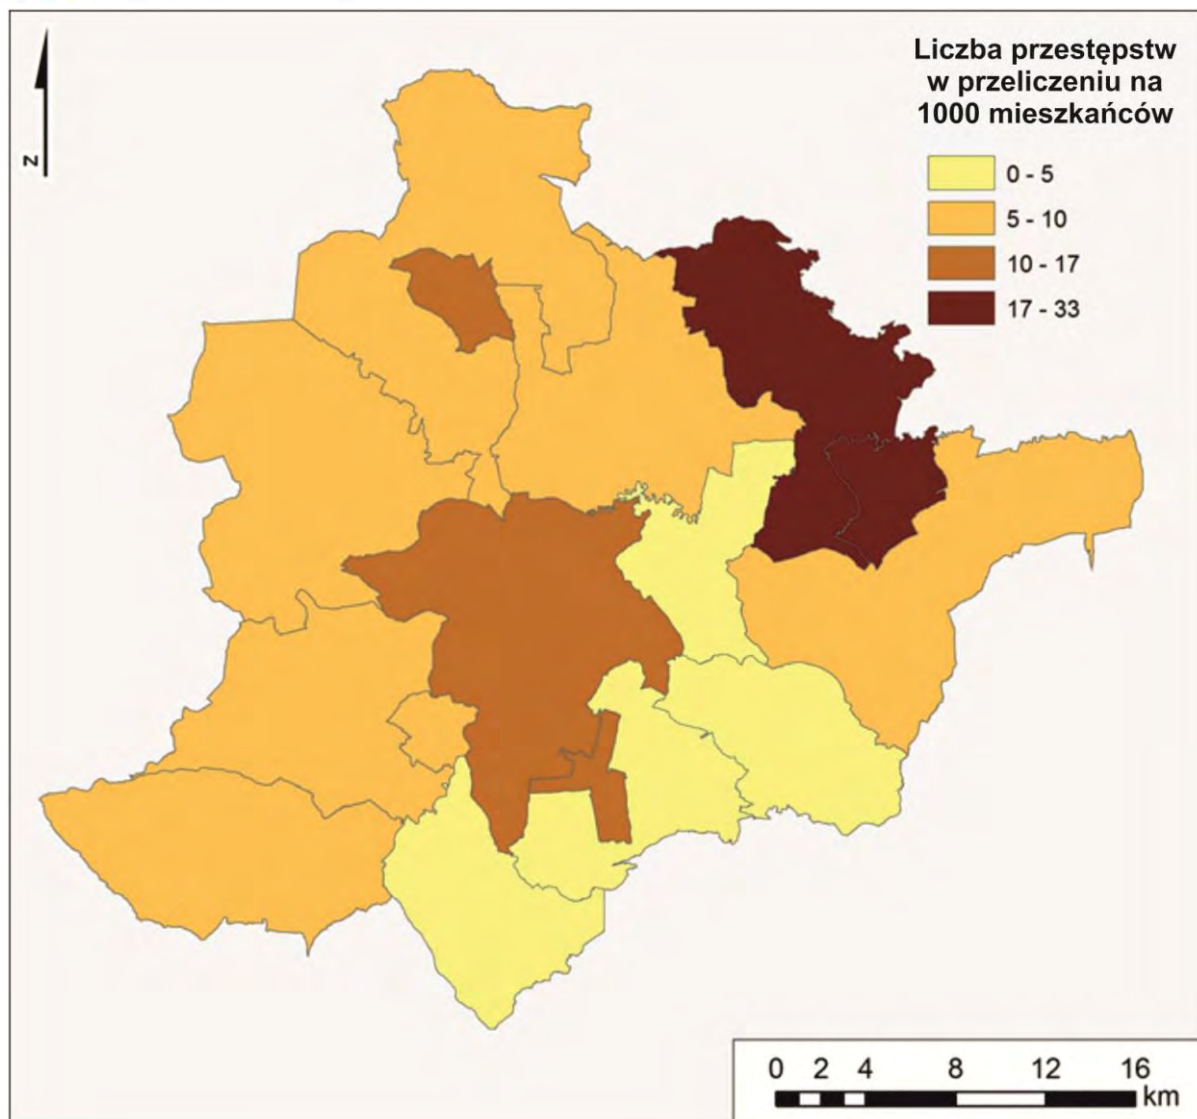 Liczba przestępstw
w przeliczeniu na
1000 mieszkańców
0 - 5
5 - 10
10 - 17
17 - 33
N
0 2 4 8 12 16
km